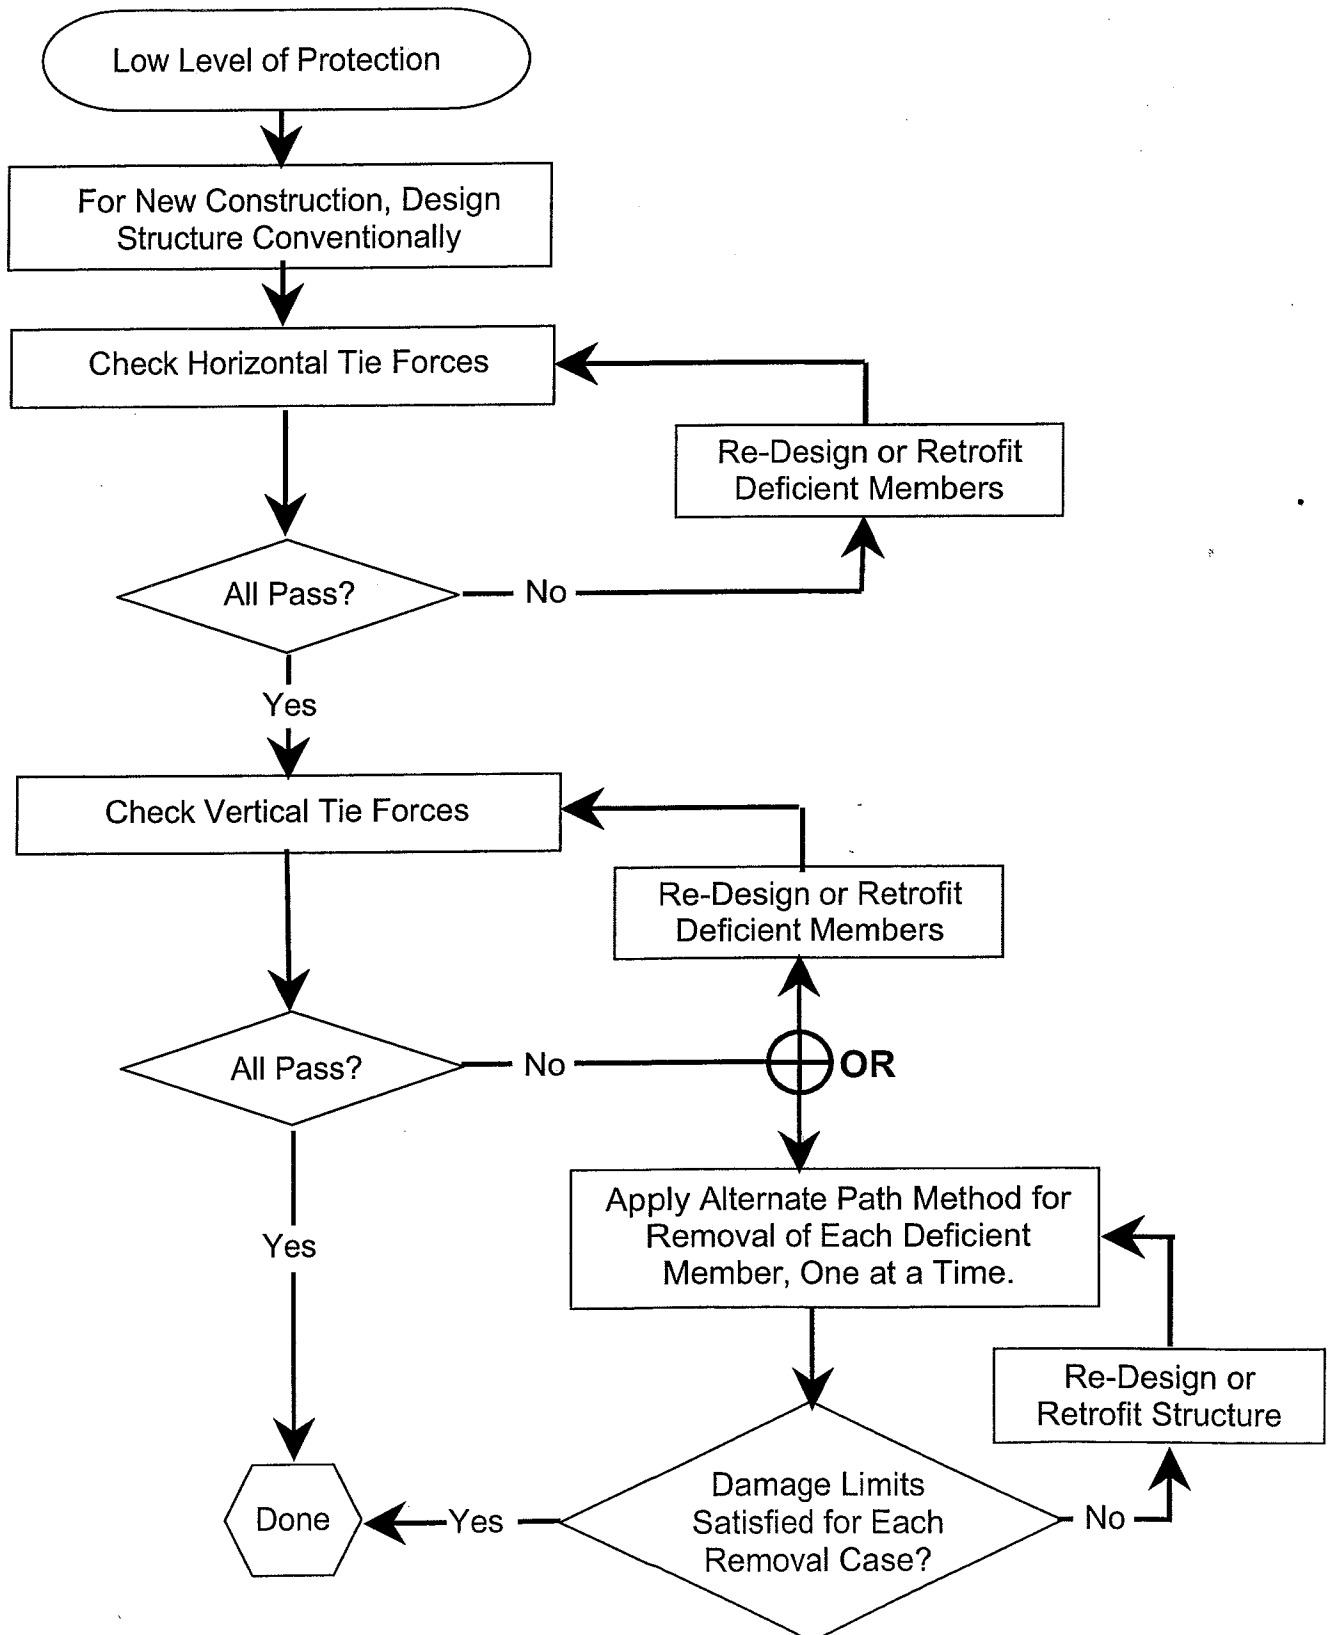 Low Level of Protection
For New Construction, Design
Structure Conventionally
Check Horizontal Tie Forces
Re-Design or Retrofit
Deficient Members
All Pass?
No
Yes
Check Vertical Tie Forces
Re-Design or Retrofit
Deficient Members
All Pass?
No
OR
Apply Alternate Path Method for
Removal of Each Deficient
Member, One at a Time.
Yes
Re-Design or
Retrofit Structure
Damage Limits
Satisfied for Each
Removal Case?
No
Yes
Done